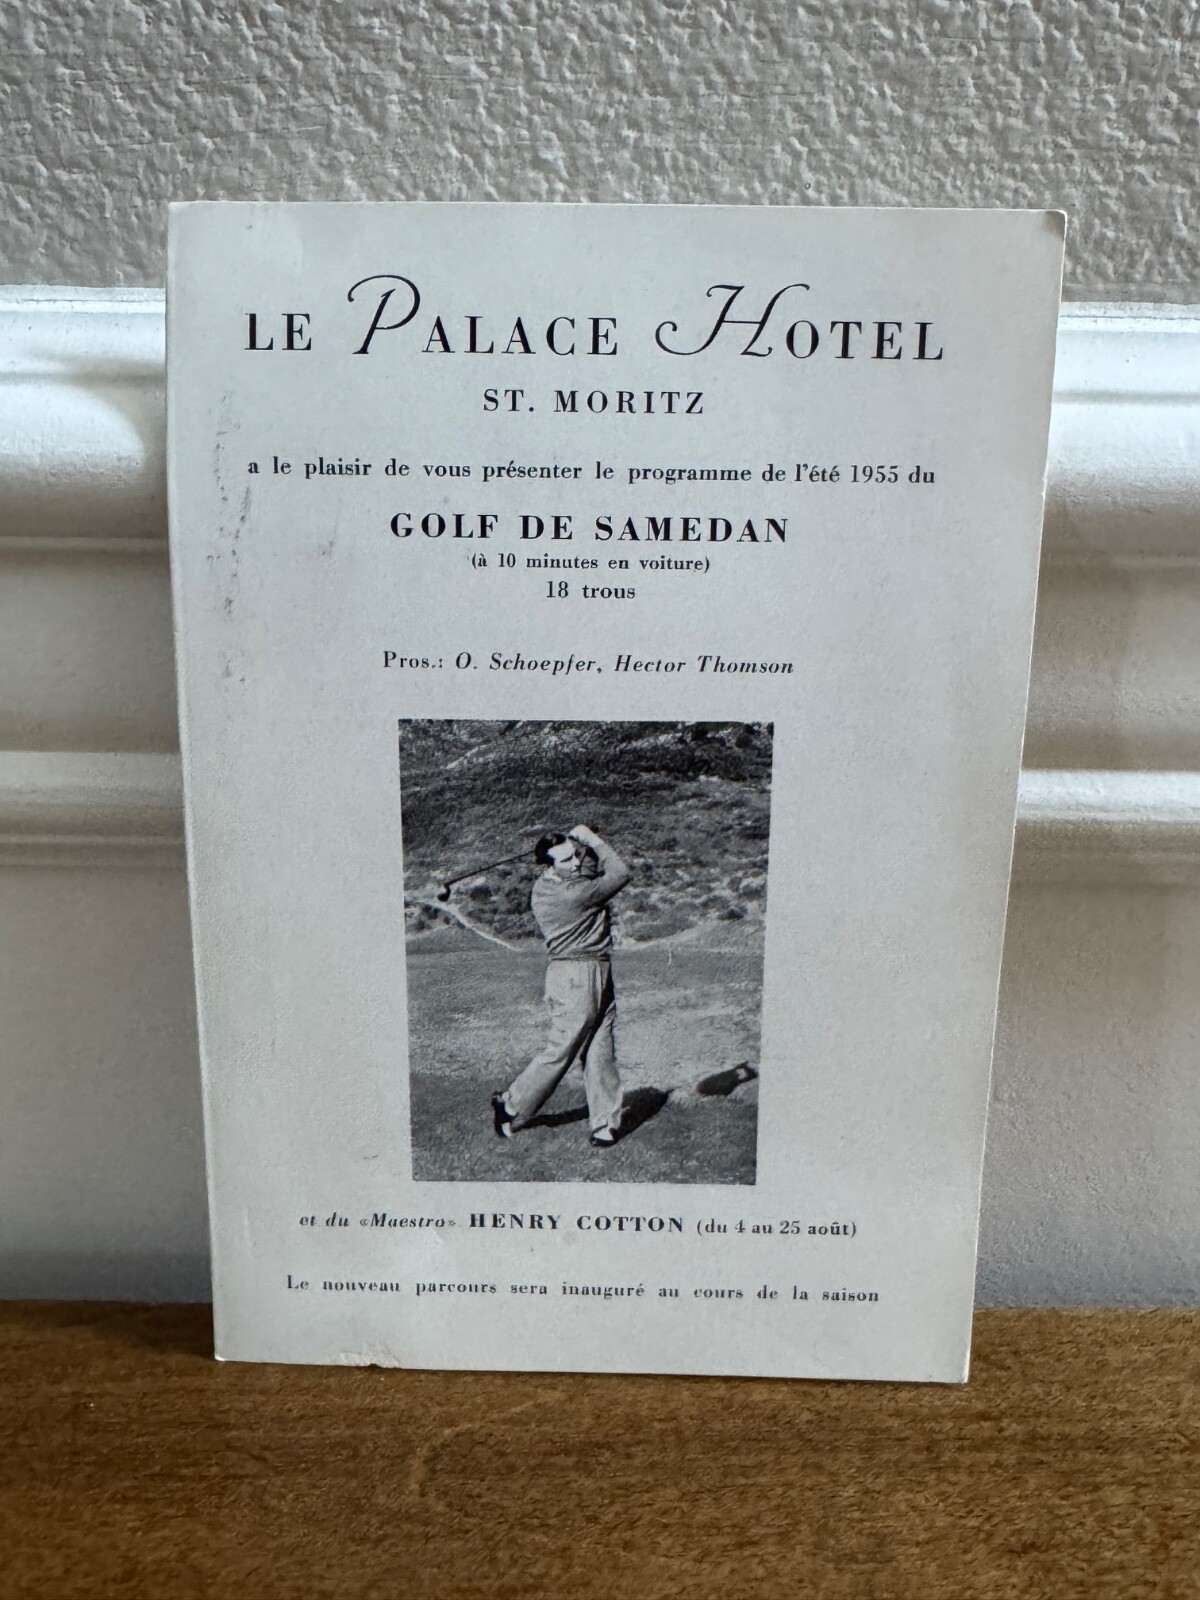 LE PALACE HOTEL
ST. MORITZ
a le plaisir de vous présenter le programme de l'été 1955 du
GOLF DE SAMEDAN
(à 10 minutes en voiture)
18 trous
Pros.: O. Schoepfer, Hector Thomson
et du «Maestro» HENRY COTTON (du 4 au 25 août)
Le nouveau parcours sera inauguré au cours de la saison